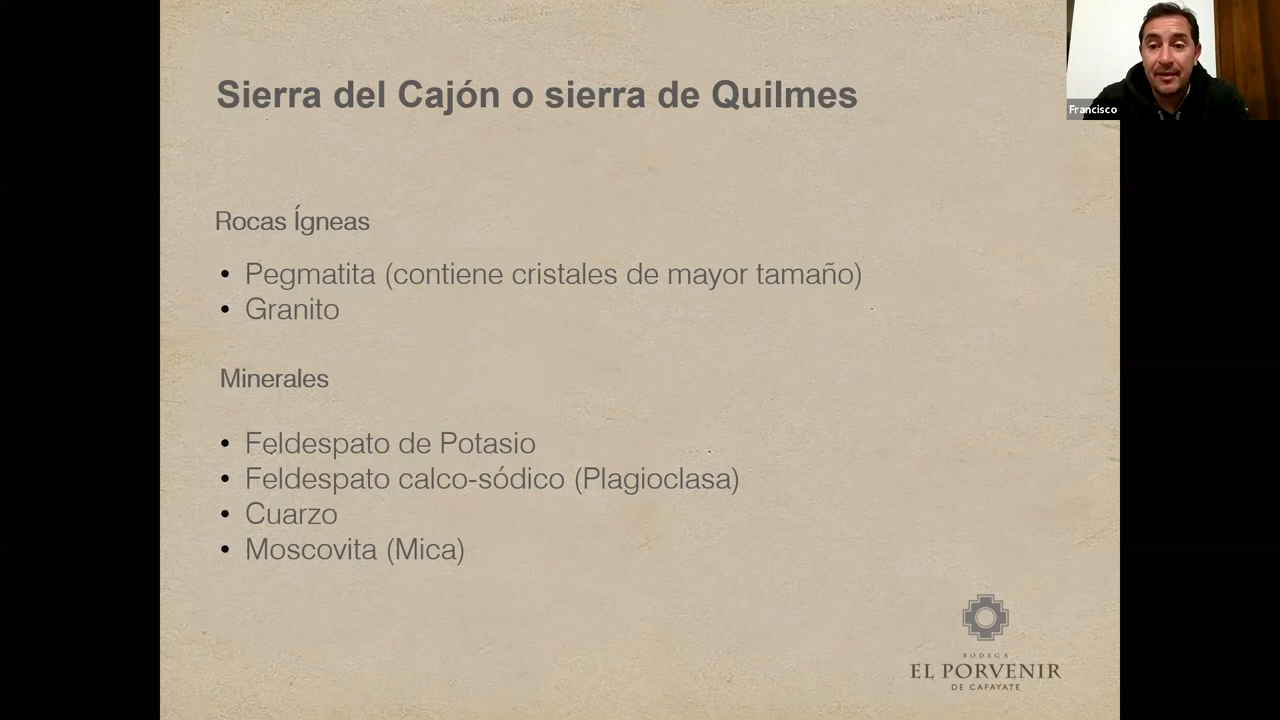 Sierra del Cajón o sierra de Quilmes
Francisco
Rocas Ígneas
• Pegmatita (contiene cristales de mayor tamaño)
• Granito
Minerales
• Feldespato de Potasio
• Feldespato calco-sódico (Plagioclasa)
• Cuarzo
• Moscovita (Mica)
BODEGA
EL PORVENIR
DE CAFAYATE